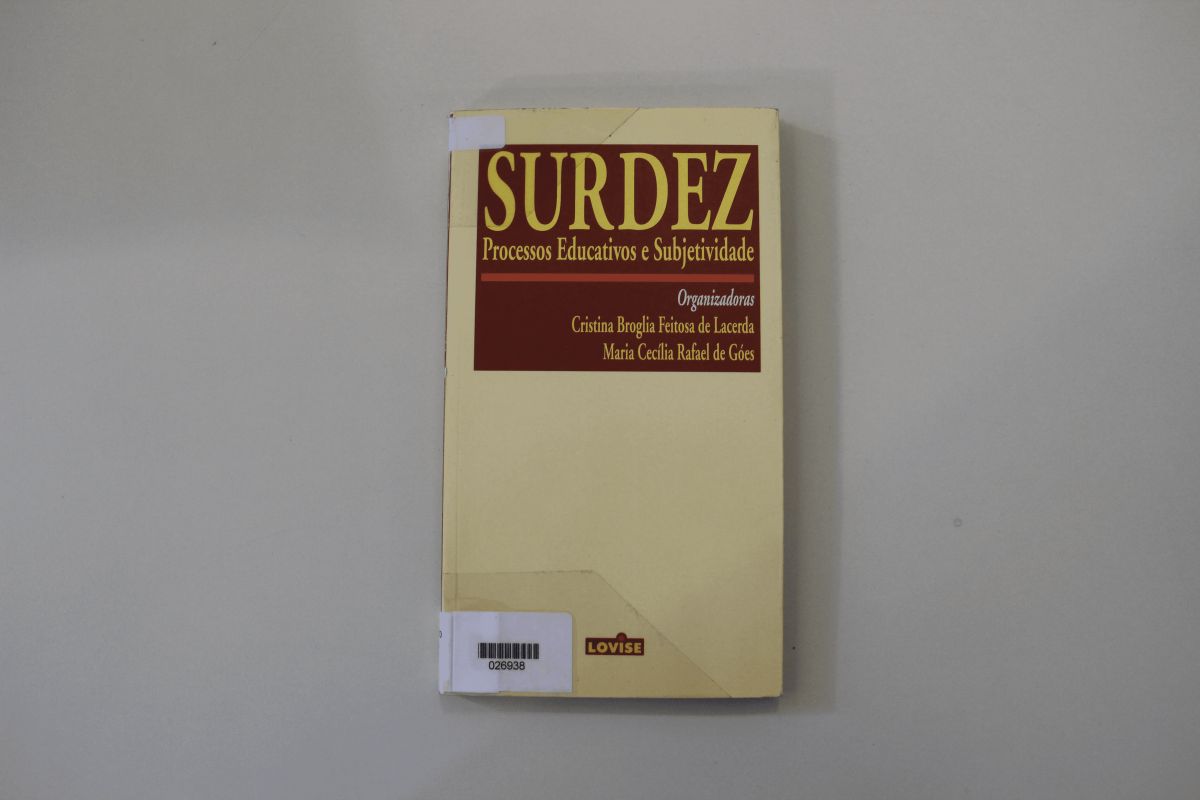 SURDEZ
Processos Educativos e Subjetividade
Organizadoras
Cristina Broglia Feitosa de Lacerda
Maria Cecília Rafael de Góes
LOVISE
026938